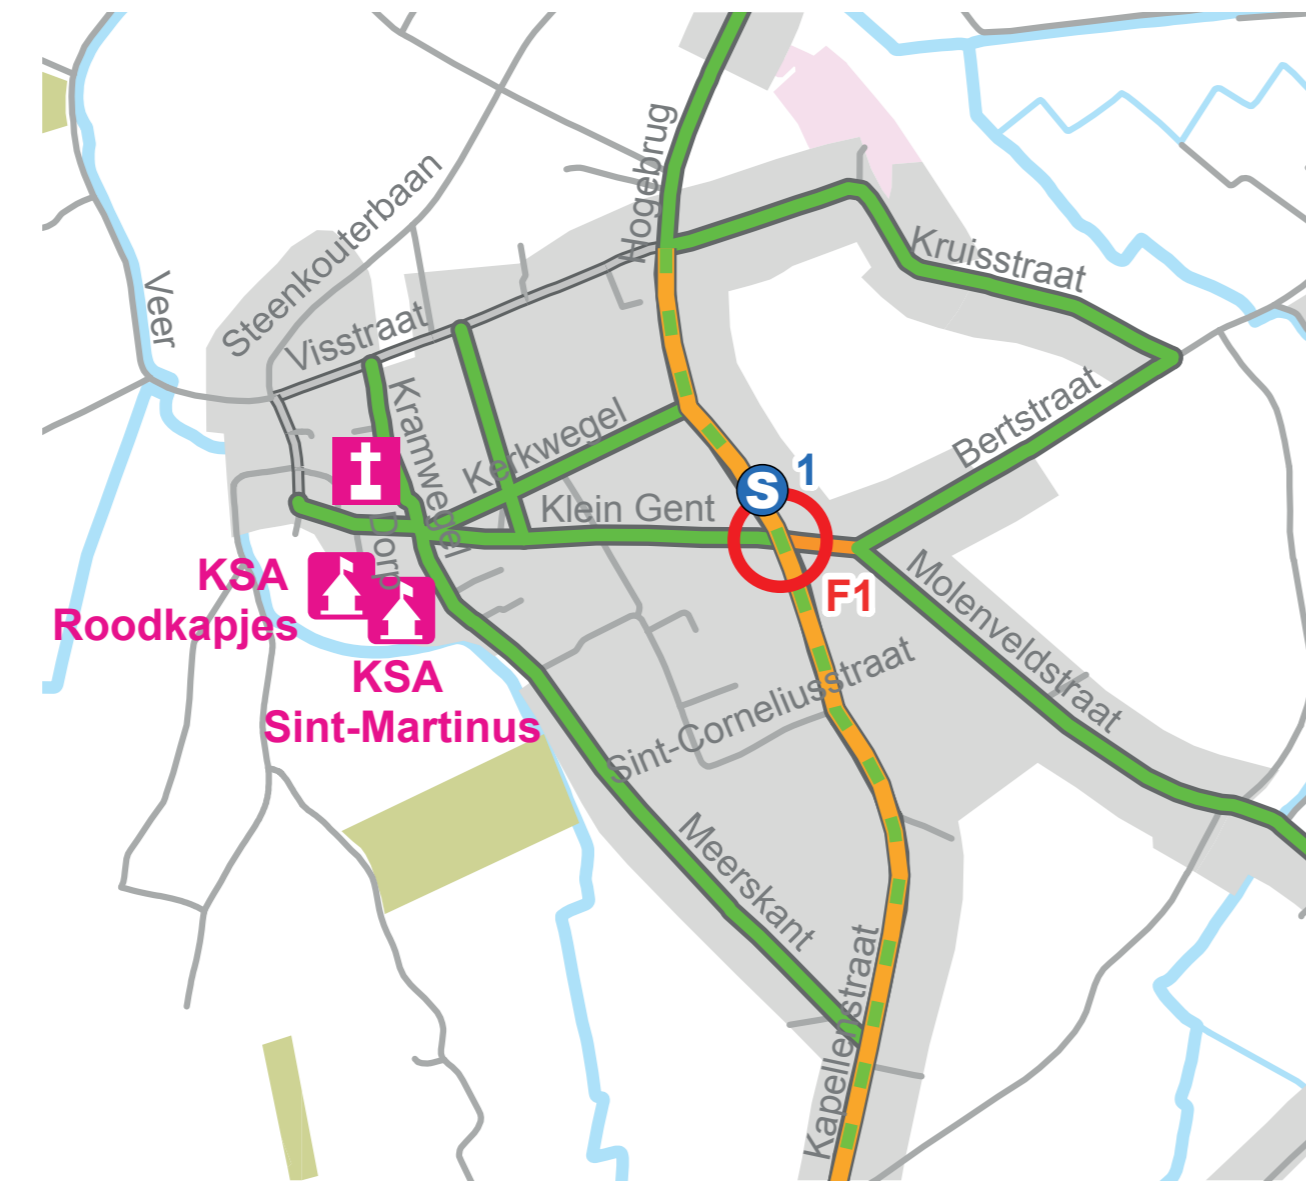 Hogebrug
Steenkouterbaan
Kruisstraat
Veer
Visstraat
Kramwegel
Kerkwegel
Bertstraat
S
1
Klein Gent
Dorp
KSA
Roodkapjes
F1
Molenveldstraat
KSA
Sint-Martinus
Sint-Corneliusstraat
Meerskant
Kapellenstraat